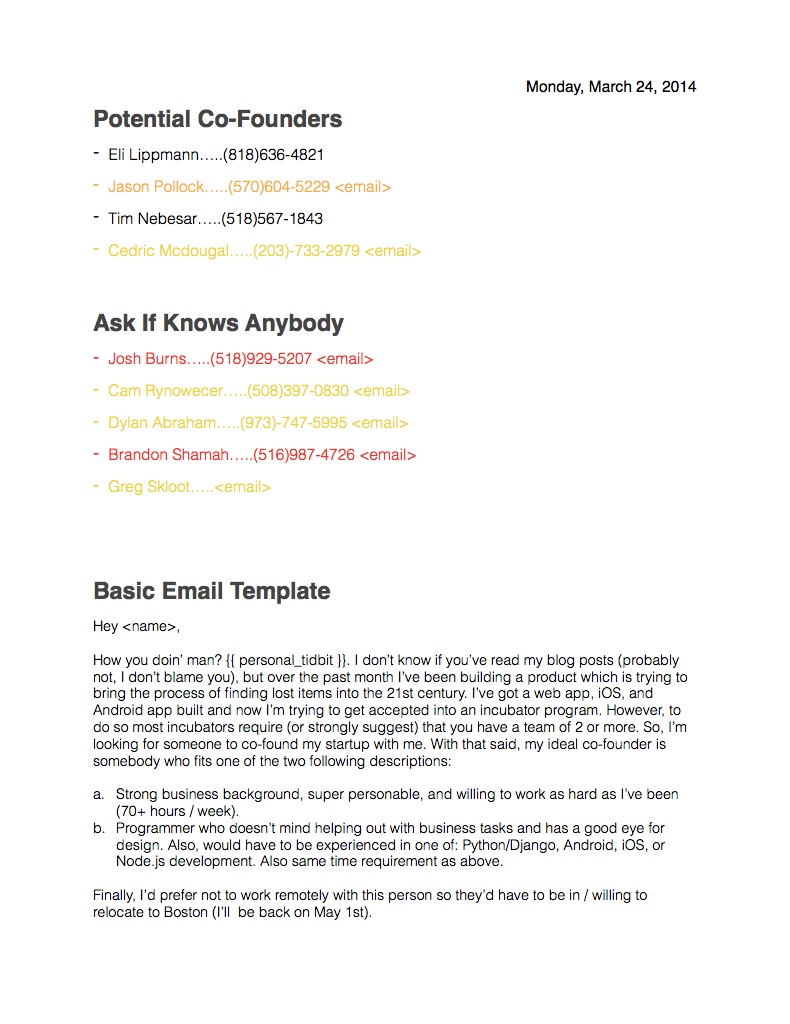 Monday, March 24, 2014
Potential Co-Founders
- Eli Lippmann…..(818)636-4821
- Jason Pollock…..(570)604-5229 <email>
- Tim Nebesar…..(518)567-1843
- Cedric Mcdougal…..(203)-733-2979 <email>
Ask If Knows Anybody
- Josh Burns…..(518)929-5207 <email>
- Cam Rynowecer…..(508)397-0830 <email>
- Dylan Abraham…..(973)-747-5995 <email>
- Brandon Shamah…..(516)987-4726 <email>
- Greg Skloot…..<email>
Basic Email Template
Hey <name>,
How you doin’ man? {{ personal_tidbit }}. I don’t know if you’ve read my blog posts (probably
not, I don’t blame you), but over the past month I’ve been building a product which is trying to
bring the process of finding lost items into the 21st century. I’ve got a web app, iOS, and
Android app built and now I’m trying to get accepted into an incubator program. However, to
do so most incubators require (or strongly suggest) that you have a team of 2 or more. So, I’m
looking for someone to co-found my startup with me. With that said, my ideal co-founder is
somebody who fits one of the two following descriptions:
a. Strong business background, super personable, and willing to work as hard as I’ve been
(70+ hours / week).
b. Programmer who doesn’t mind helping out with business tasks and has a good eye for
design. Also, would have to be experienced in one of: Python/Django, Android, iOS, or
Node.js development. Also same time requirement as above.
Finally, I’d prefer not to work remotely with this person so they’d have to be in / willing to
relocate to Boston (I’ll  be back on May 1st).